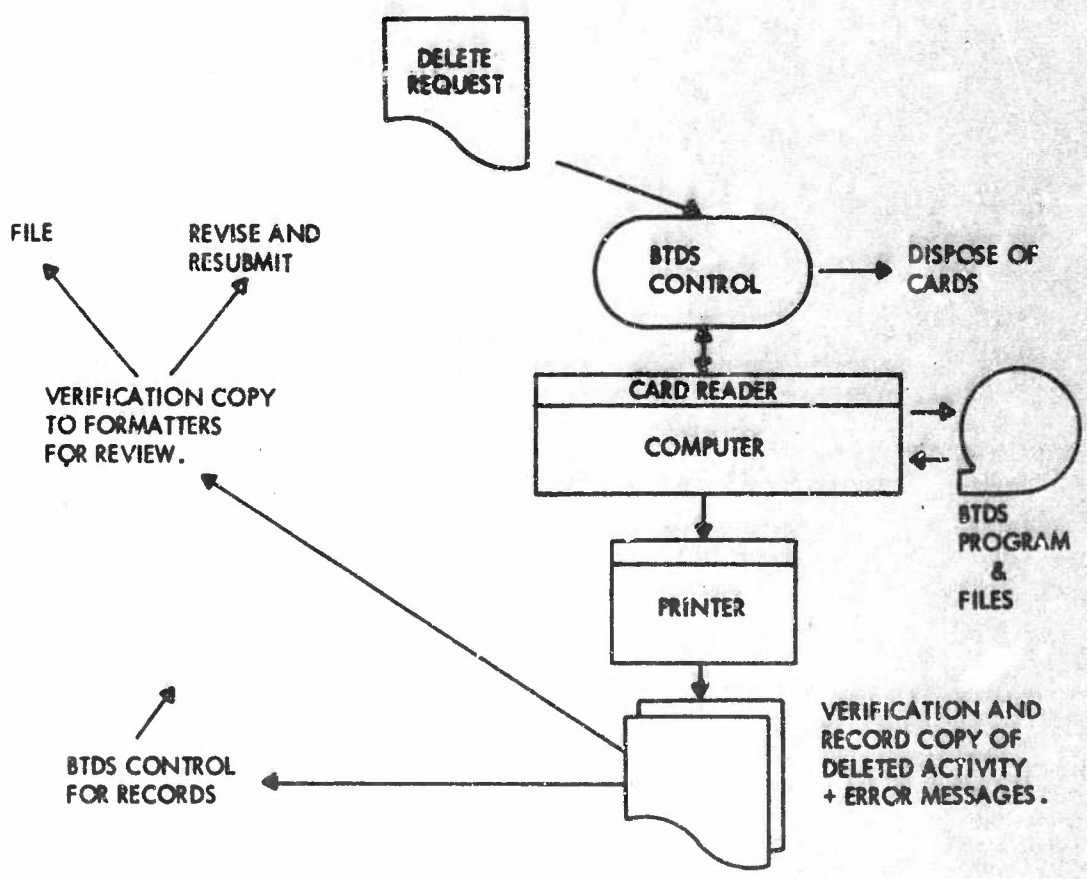 DELETE
REQUEST
FILE
REVISE AND
RESUBMIT
BTDS
CONTROL
DISPOSE OF
CARDS
VERIFICATION COPY
TO FORMATTERS
FOR REVIEW.
CARD READER
COMPUTER
BTDS
PROGRAM
&
FILES
PRINTER
VERIFICATION AND
RECORD COPY OF
DELETED ACTIVITY
+ ERROR MESSAGES.
BTDS CONTROL
FOR RECORDS